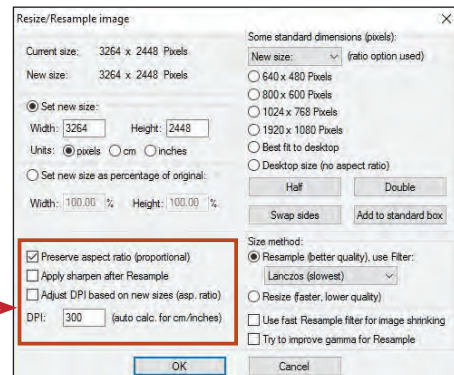 Resize/Resample image
Current size: 3264 x 2448 Pixels
New size: 3264 x 2448 Pixels
Set new size:
Width: 3264 Height: 2448
Units: pixels cm inches
Set new size as percentage of original:
Width: 100.00 % Height: 100.00 %
Preserve aspect ratio (proportional)
Apply sharpen after Resample
Adjust DPI based on new sizes (asp. ratio)
DPI: 300 (auto calc. for cm/inches)
OK
Some standard dimensions (pixels):
New size: (ratio option used)
640 x 480 Pixels
800 x 600 Pixels
1024 x 768 Pixels
1920 x 1080 Pixels
Best fit to desktop
Desktop size (no aspect ratio)
Half Double
Swap sides Add to standard box
Size method:
Resample (better quality), use Filter:
Lanczos (slowest)
Resize (faster, lower quality)
Use fast Resample filter for image shrinking
Try to improve gamma for Resample
Cancel